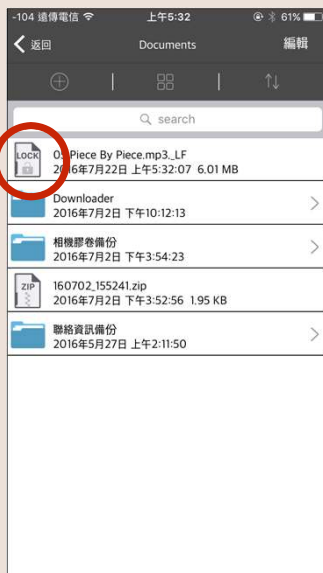 -104 遠傳電信 上午5:32 61%
返回 Documents 編輯
search
LOCK
05 Piece By Piece.mp3._LF
2016年7月22日 上午5:32:07 6.01 MB
Downloader
2016年7月2日 下午10:12:13
相機膠卷備份
2016年7月2日 下午3:54:23
ZIP
160702_155241.zip
2016年7月2日 下午3:52:56 1.95 KB
聯絡資訊備份
2016年5月27日 上午2:11:50